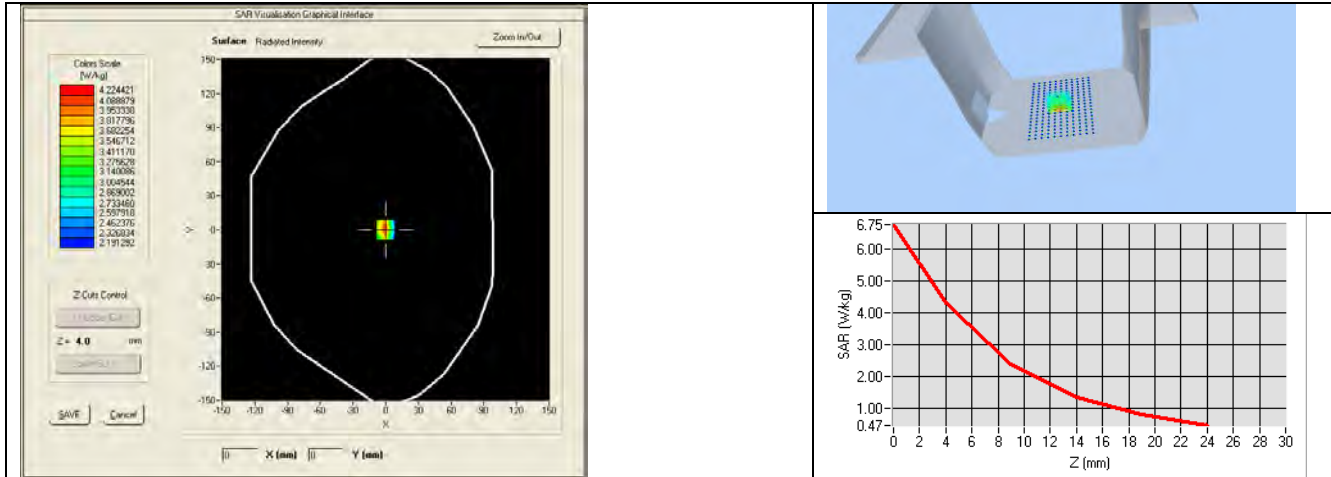 SAR Visualisation Graphical Interface
Surface Radiated Intensity
Zoom In/Out
Colors Scale
(W/kg)
4.224421
4.088879
3.953338
3.817796
3.682254
3.546712
3.411170
3.275628
3.140086
3.004544
2.869002
2.733460
2.597918
2.462376
2.326834
2.191292
150
120
90
60
30
0
-30
-60
-90
-120
-150
Y
-150 -120 -90 -60 -30 0 30 60 90 120 150
X
Z Cuts Control
Z = 4.0 mm
SAVE Cancel
0 X (mm) 0 Y (mm)
6.75
6.00
5.00
4.00
3.00
2.00
1.00
0.47
SAR (W/kg)
0 2 4 6 8 10 12 14 16 18 20 22 24 26 28 30
Z (mm)